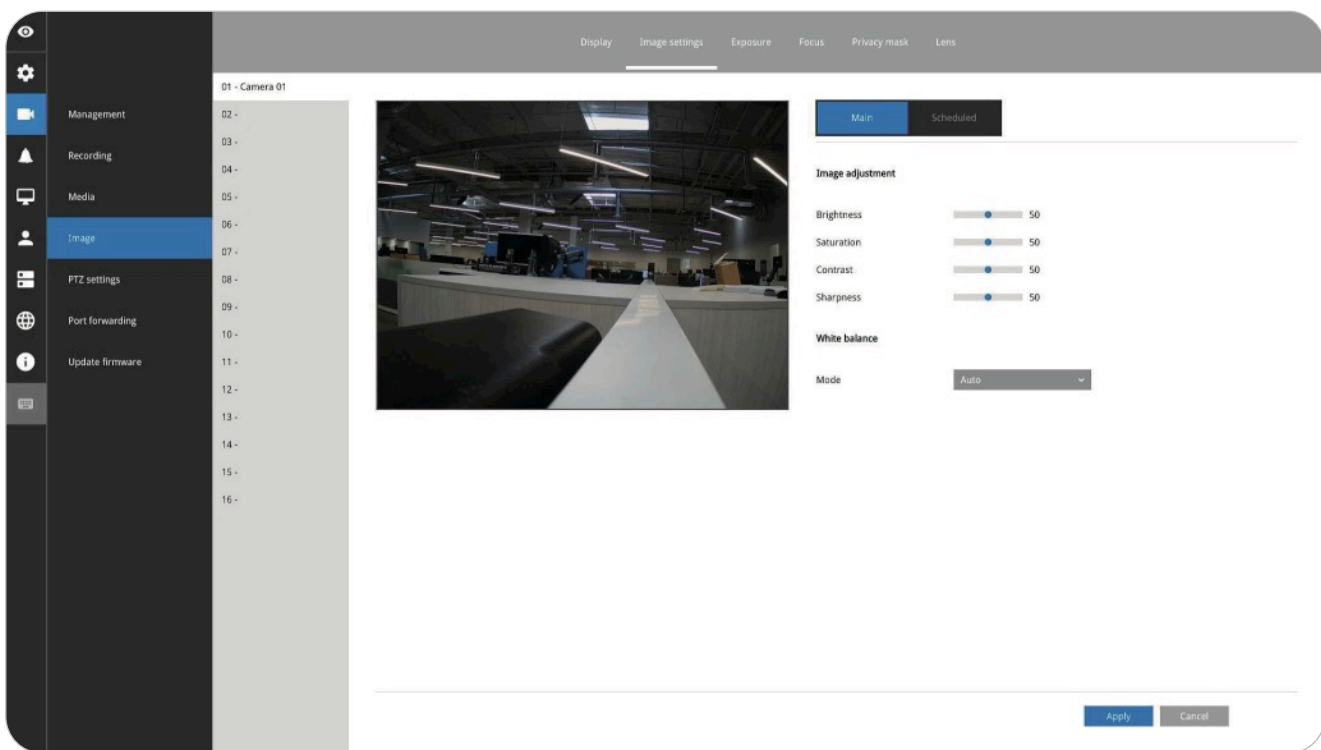 Display Image settings Exposure Focus Privacy mask Lens
Management
Recording
Media
Image
PTZ settings
Port forwarding
Update firmware
01 - Camera 01
02 -
03 -
04 -
05 -
06 -
07 -
08 -
09 -
10 -
11 -
12 -
13 -
14 -
15 -
16 -
Main Scheduled
Image adjustment
Brightness 50
Saturation 50
Contrast 50
Sharpness 50
White balance
Mode Auto
Apply Cancel